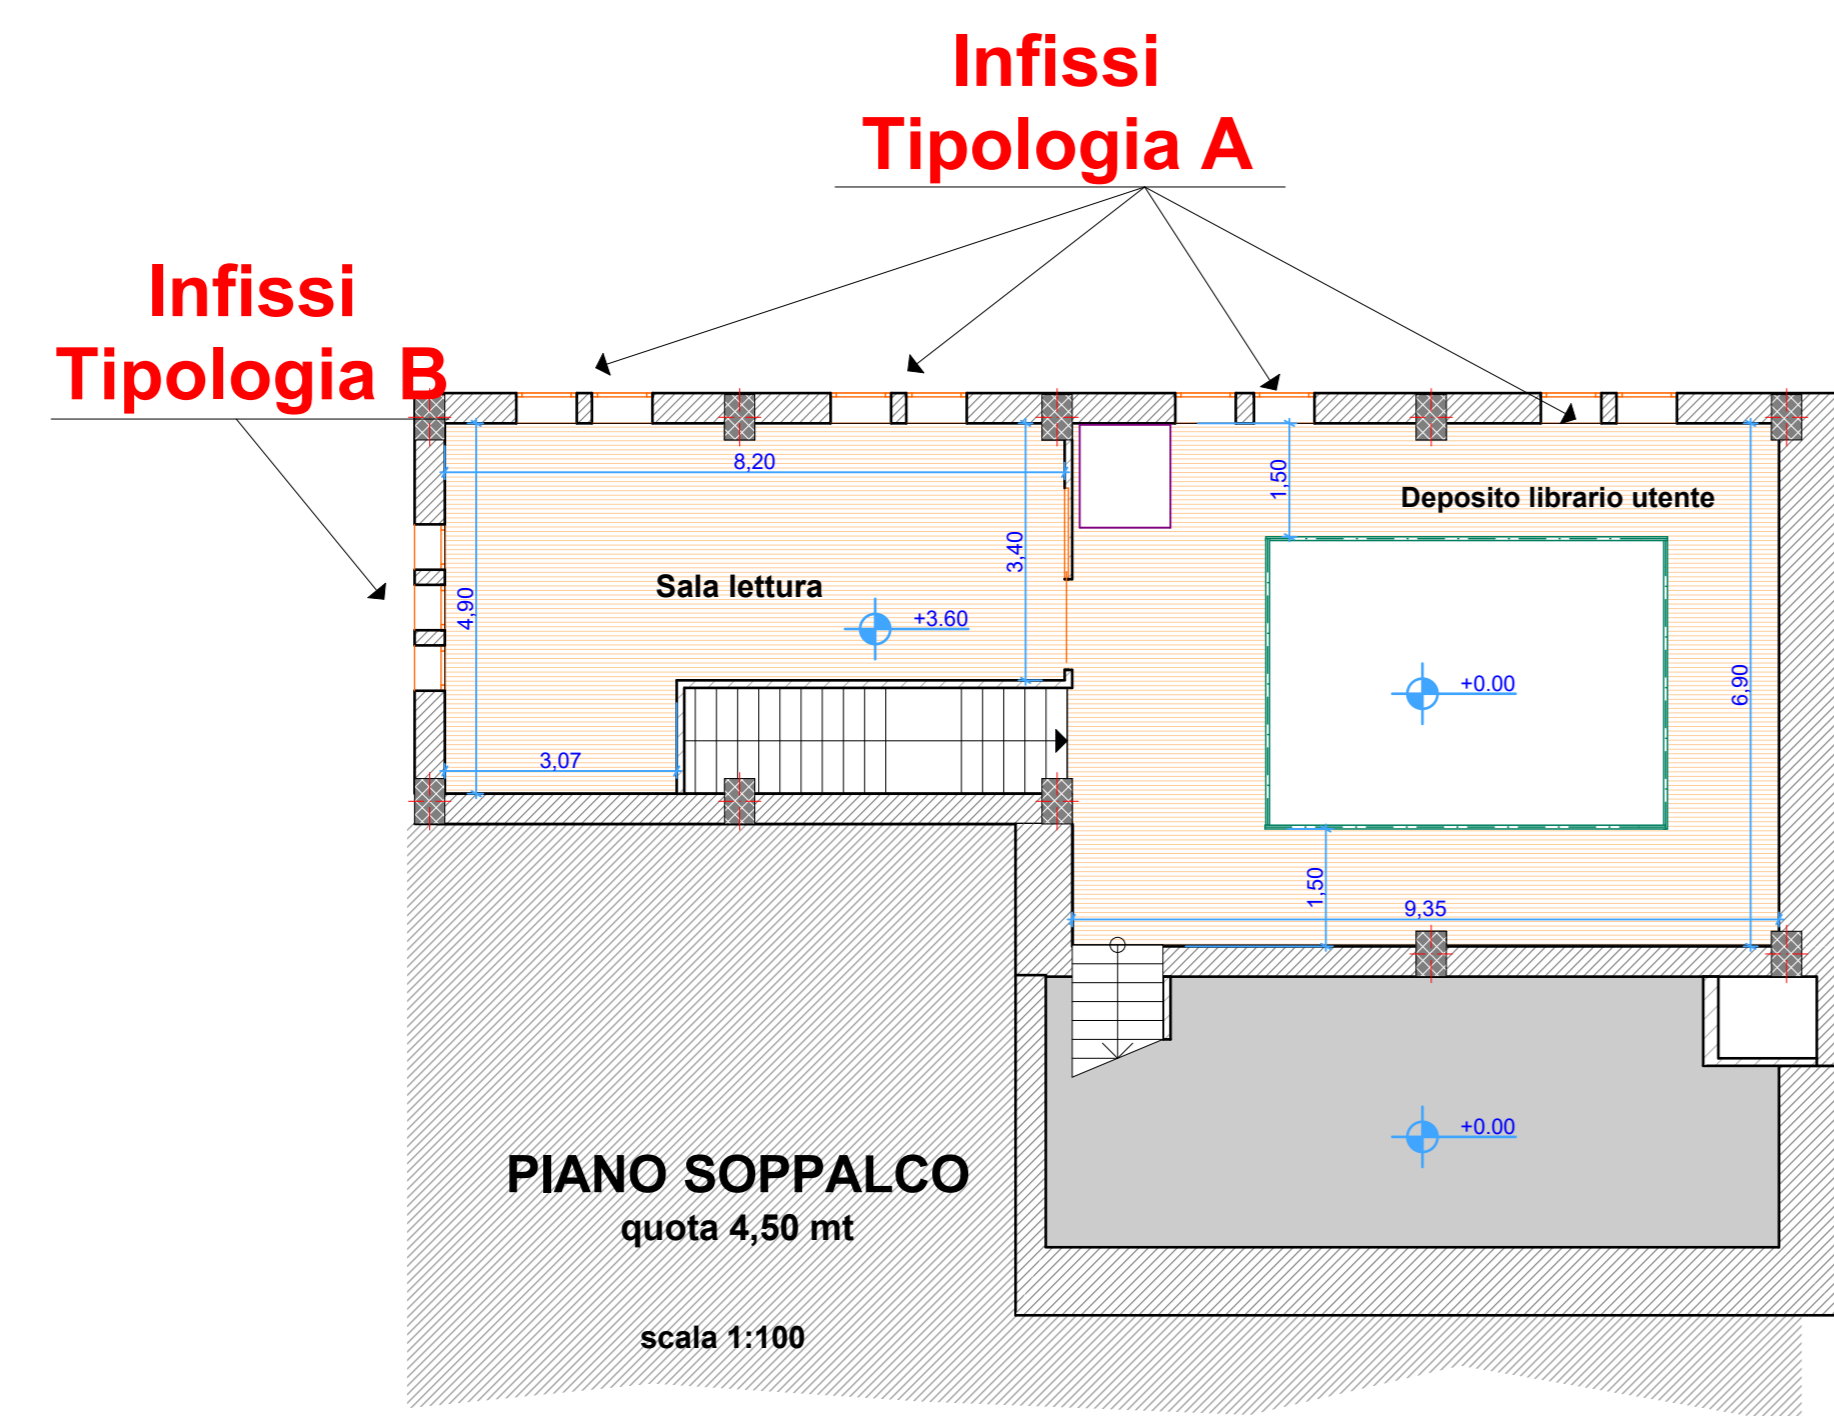 Infissi
Tipologia A
Infissi
Tipologia B
8,20
1,50
Deposito librario utente
3,40
Sala lettura
4,90
+3.60
+0.00
6,90
3,07
1,50
9,35
+0.00
PIANO SOPPALCO
quota 4,50 mt
scala 1:100